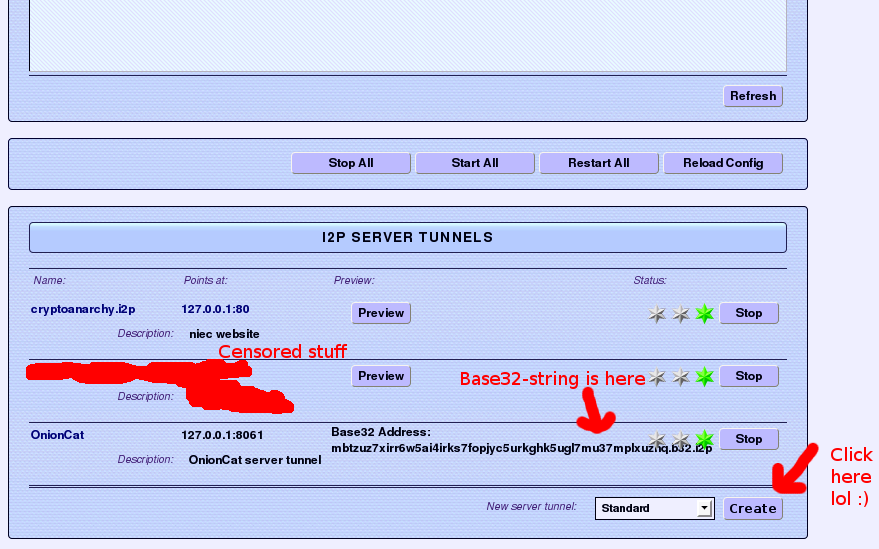 Refresh
Stop All Start All Restart All Reload Config
I2P SERVER TUNNELS
Name: Points at: Preview: Status:
cryptoanarchy.i2p 127.0.0.1:80 Preview Stop
Description: niec website
Censored stuff
Preview Stop
Description:
Base32-string is here
OnionCat 127.0.0.1:8061 Base32 Address: Stop
mbtzuz7xirr6w5ai4irks7fopjyc5urkghk5ugl7mu37mplxuzhq.b32.i2p
Description: OnionCat server tunnel
Click
here
lol :)
New server tunnel: Standard Create